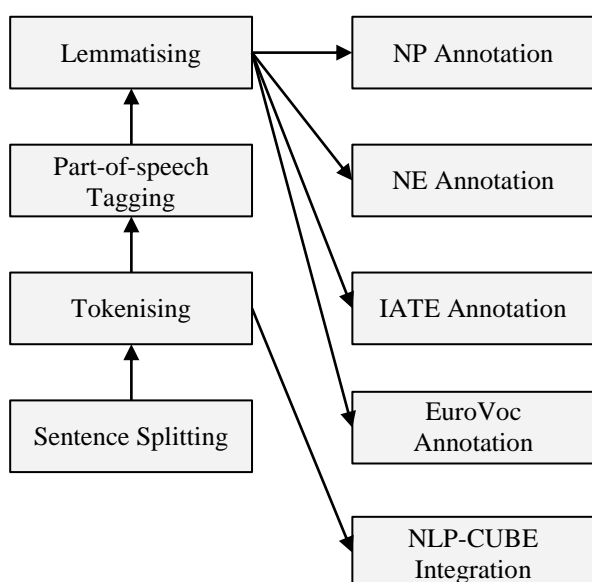 Lemmatising
NP Annotation
Part-of-speech
Tagging
NE Annotation
Tokenising
IATE Annotation
Sentence Splitting
EuroVoc
Annotation
NLP-CUBE
Integration